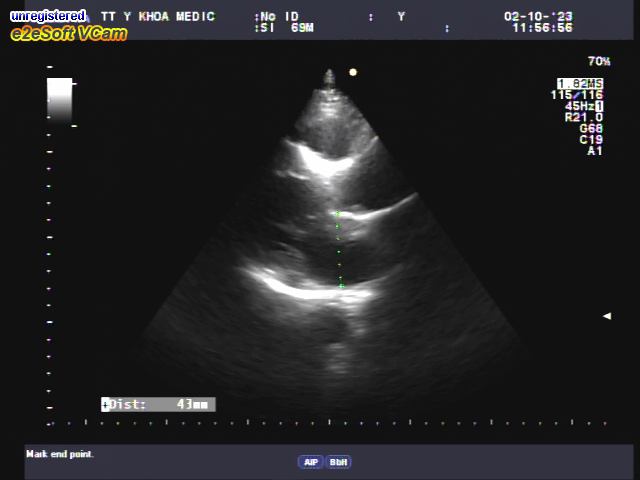 unregistered
e2eSoft VCam
A TT Y KHOA MEDIC :No ID : Y 02-10-'23
:SI 69M : 11:56:56
70%
1.82MS
115/116
45Hz1
R21.0
G68
C19
A1
+Dist: 43mm
Mark end point.
AIP BbH